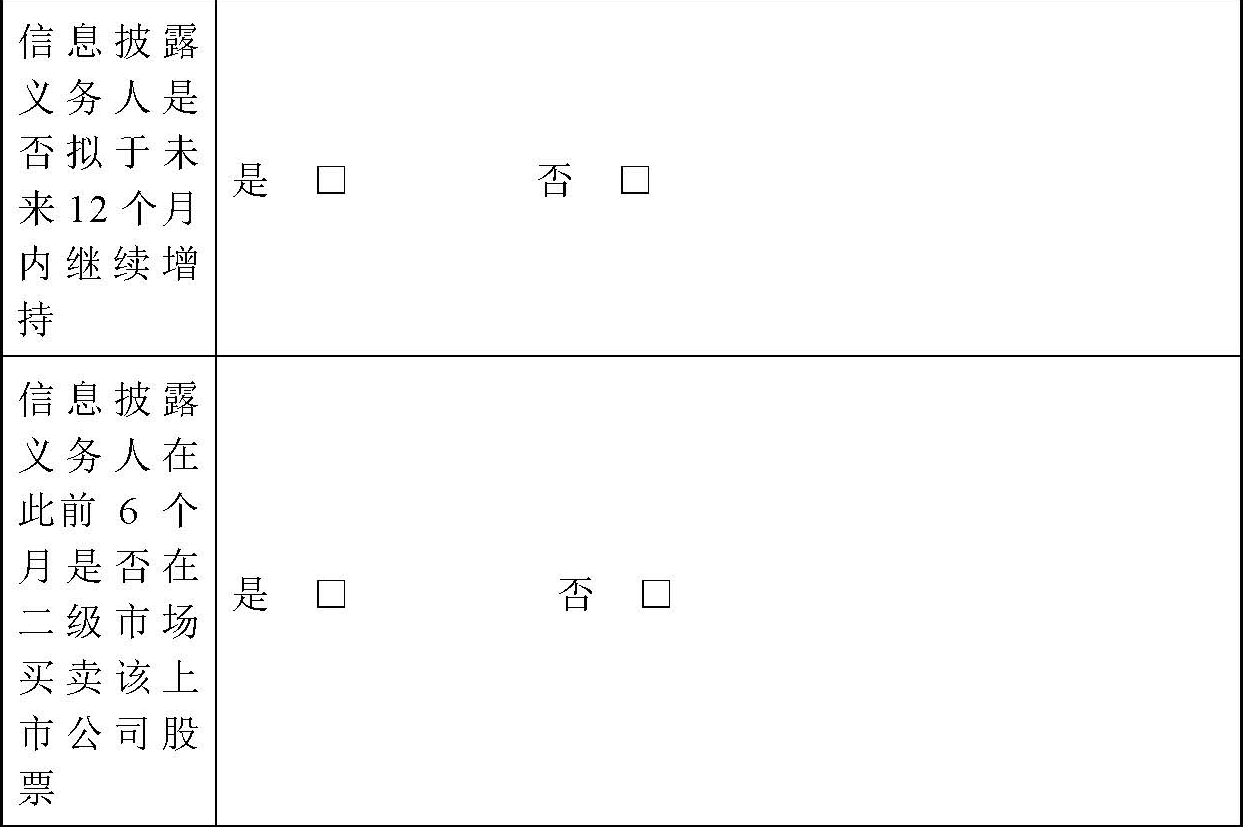 信息披露
义务人是
否拟于未
来 12 个月
内继续增
持
是 □ 否 □
信息披露
义务人在
此前 6 个
月是否在
二级市场
买卖该上
市公司股
票
是 □ 否 □